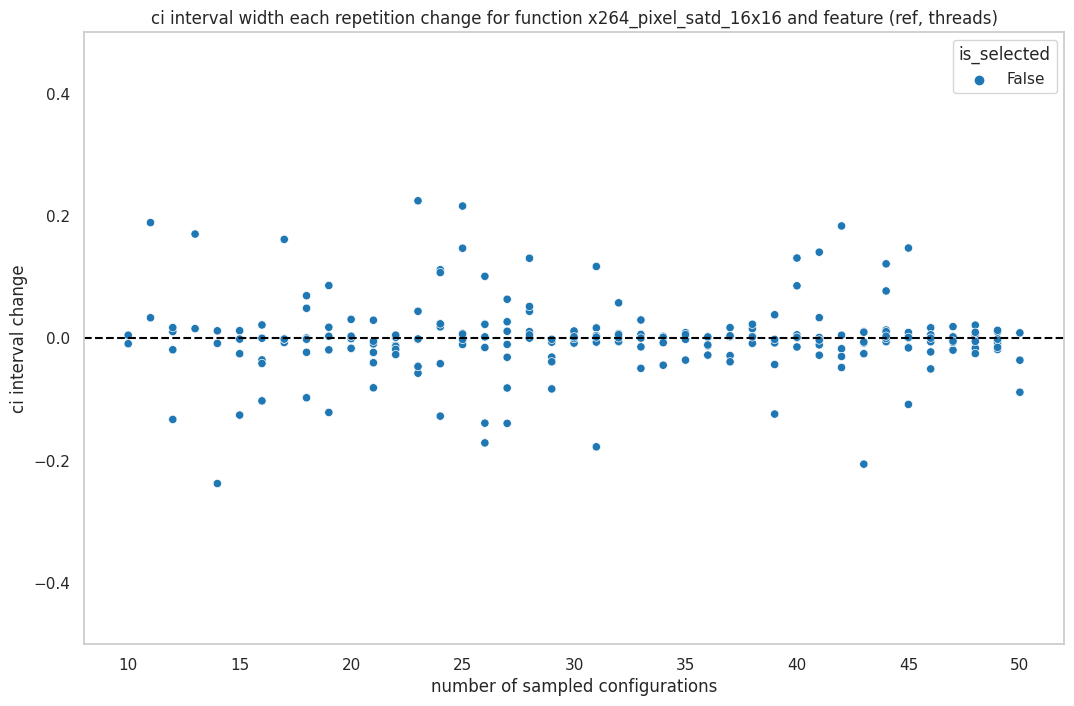 ci interval width each repetition change for function x264_pixel_satd_16x16 and feature (ref, threads)
is_selected
False
ci interval change
0.4
0.2
0.0
−0.2
−0.4
10 15 20 25 30 35 40 45 50
number of sampled configurations